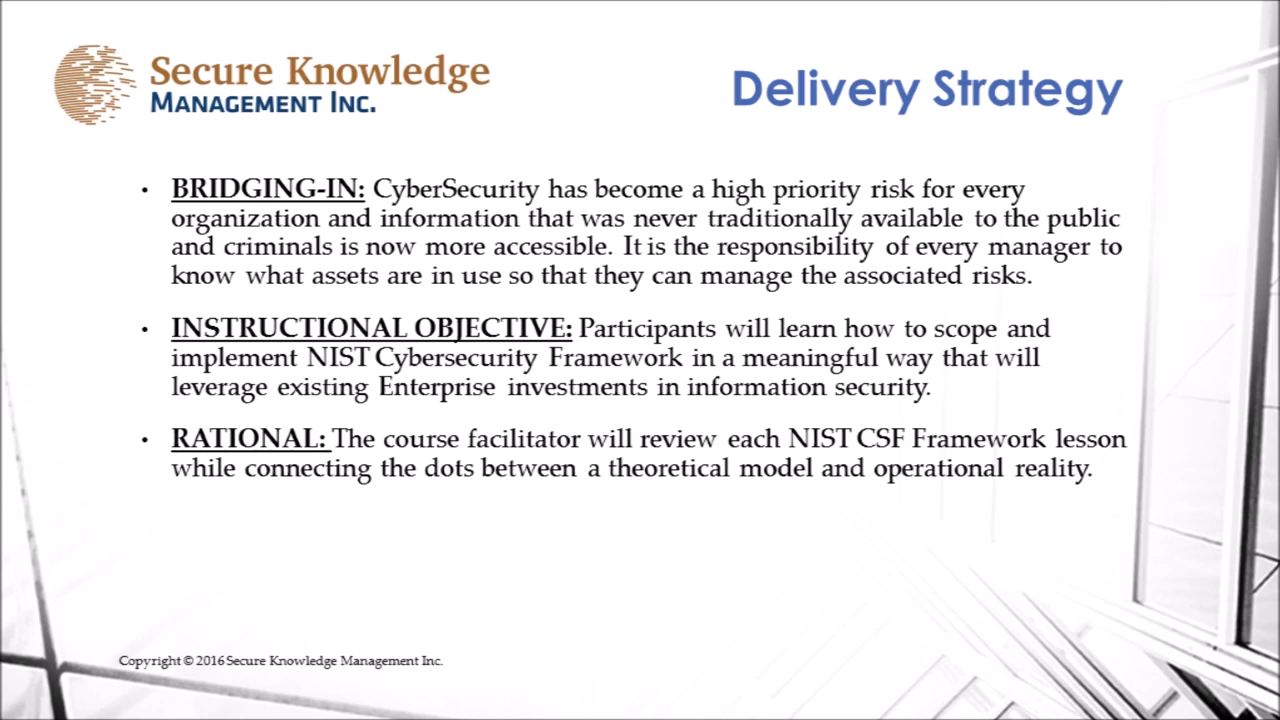 Secure Knowledge
MANAGEMENT INC.
Delivery Strategy
• BRIDGING-IN: CyberSecurity has become a high priority risk for every
organization and information that was never traditionally available to the public
and criminals is now more accessible. It is the responsibility of every manager to
know what assets are in use so that they can manage the associated risks.
• INSTRUCTIONAL OBJECTIVE: Participants will learn how to scope and
implement NIST Cybersecurity Framework in a meaningful way that will
leverage existing Enterprise investments in information security.
• RATIONAL: The course facilitator will review each NIST CSF Framework lesson
while connecting the dots between a theoretical model and operational reality.
Copyright © 2016 Secure Knowledge Management Inc.